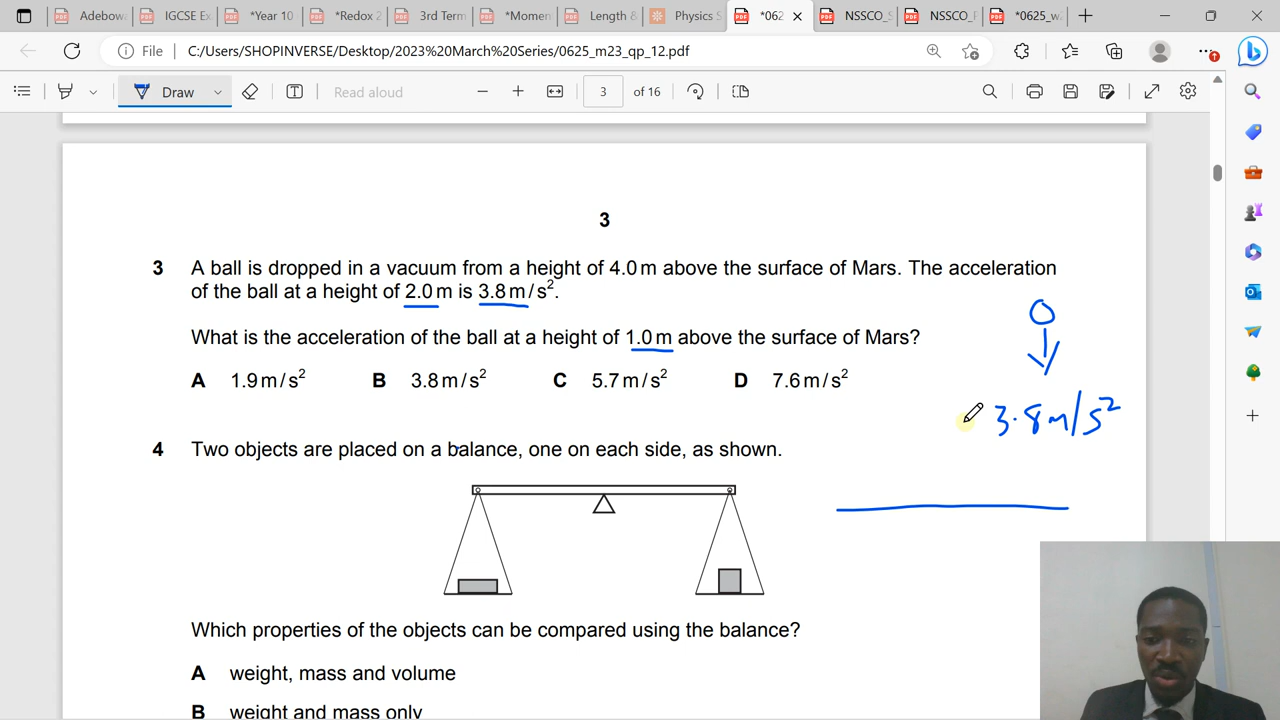 Adebow
IGCSE Ex
*Year 10
*Redox 2
3rd Term
*Momen
Length &
Physics S
*062
NSSCO_S
NSSCO_P
*0625_w
File
C:/Users/SHOPINVERSE/Desktop/2023%20March%20Series/0625_m23_qp_12.pdf
Draw
Read aloud
3
of 16
3
3 A ball is dropped in a vacuum from a height of 4.0 m above the surface of Mars. The acceleration
of the ball at a height of 2.0 m is 3.8 m / s².
What is the acceleration of the ball at a height of 1.0 m above the surface of Mars?
A 1.9 m / s² B 3.8 m / s² C 5.7 m / s² D 7.6 m / s²
3.8m/s²
4 Two objects are placed on a balance, one on each side, as shown.
Which properties of the objects can be compared using the balance?
A weight, mass and volume
B weight and mass only